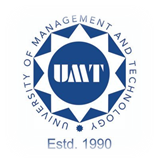 UNIVERSITY OF MANAGEMENT AND TECHNOLOGY
UMT
Estd. 1990